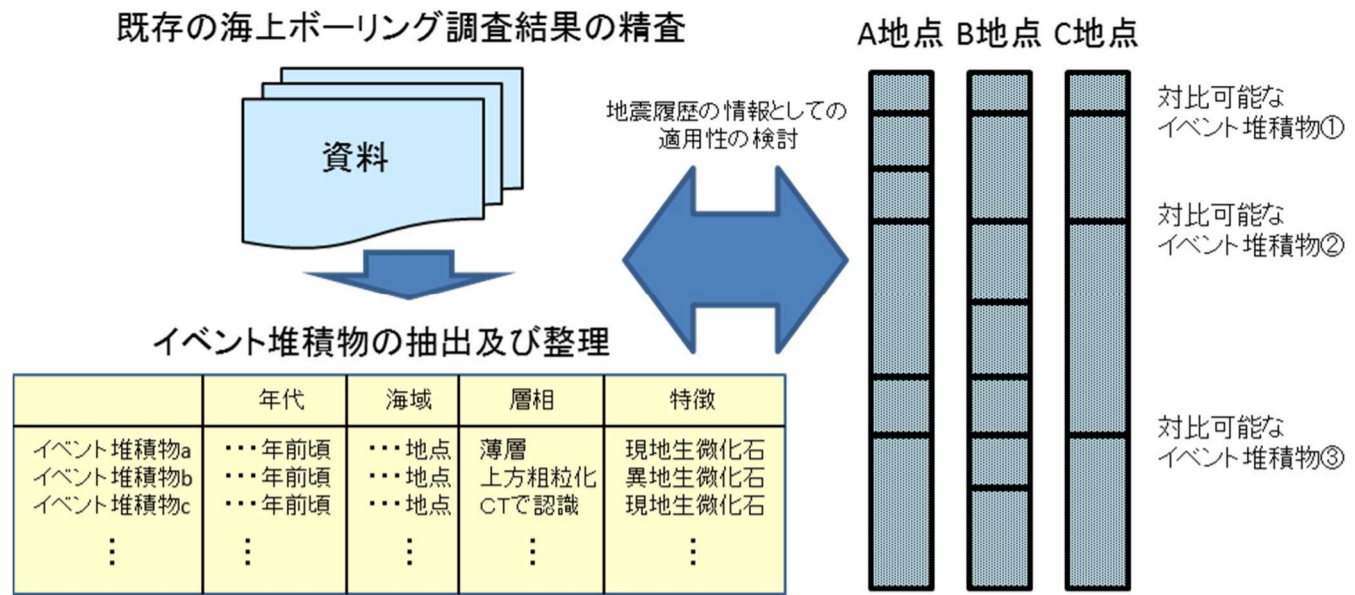 既存の海上ボーリング調査結果の精査
資料
地震履歴の情報としての
適用性の検討
イベント堆積物の抽出及び整理
年代 海域 層相 特徴
イベント堆積物a ・・・年前頃 ・・・地点 薄層 現地生微化石
イベント堆積物b ・・・年前頃 ・・・地点 上方粗粒化 異地生微化石
イベント堆積物c ・・・年前頃 ・・・地点 CTで認識 現地生微化石
⋮ ⋮ ⋮ ⋮ ⋮
A地点 B地点 C地点
対比可能な
イベント堆積物①
対比可能な
イベント堆積物②
対比可能な
イベント堆積物③